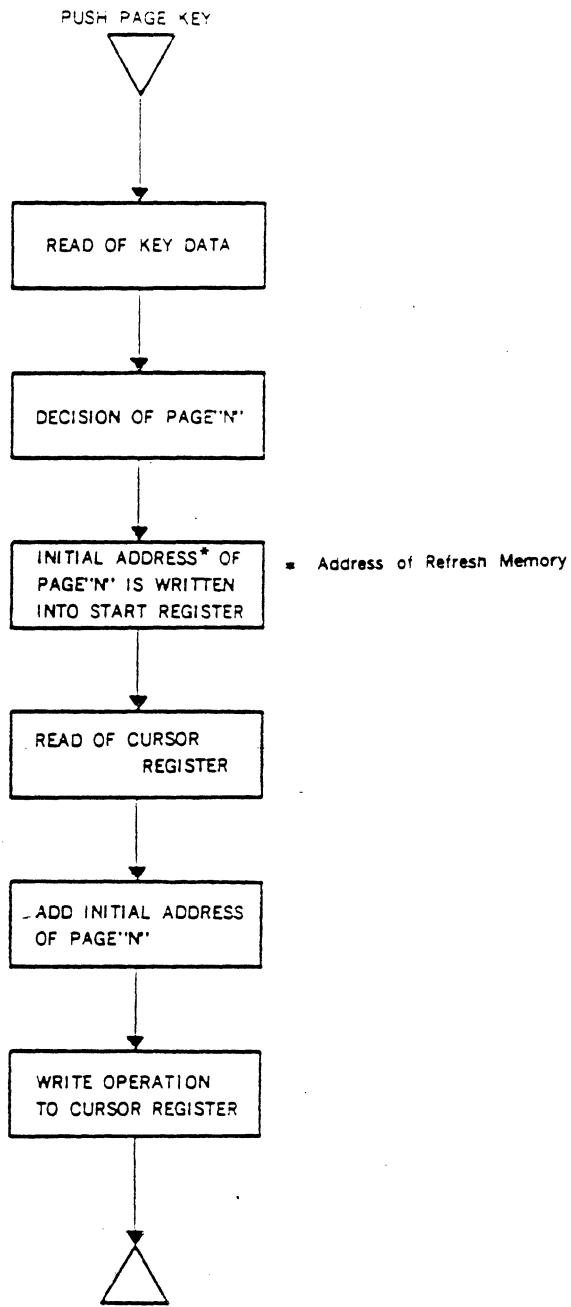 PUSH PAGE KEY
READ OF KEY DATA
DECISION OF PAGE"N"
INITIAL ADDRESS* OF
PAGE"N" IS WRITTEN
INTO START REGISTER
* Address of Refresh Memory
READ OF CURSOR
REGISTER
ADD INITIAL ADDRESS
OF PAGE"N"
WRITE OPERATION
TO CURSOR REGISTER